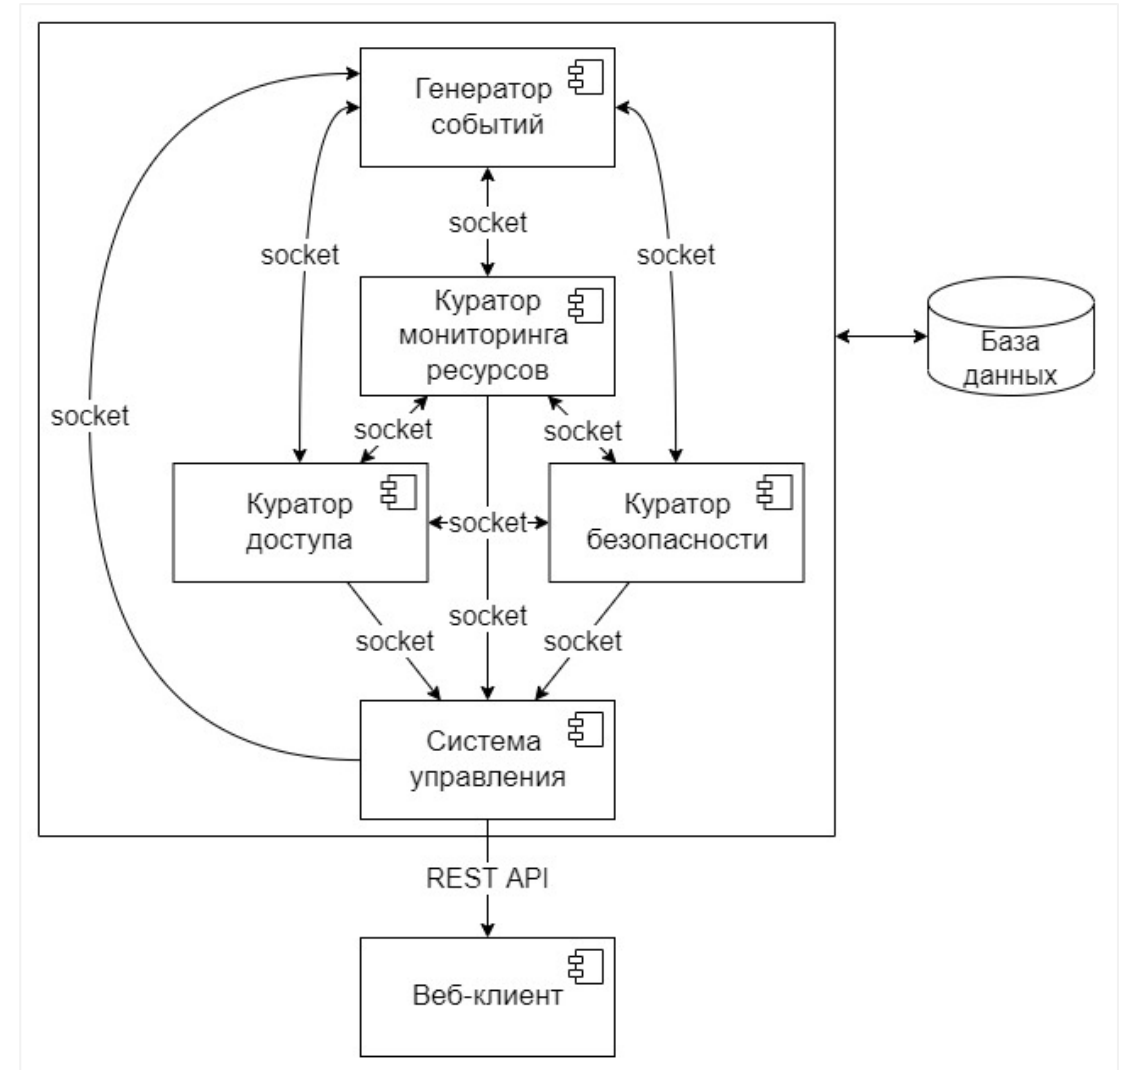 Генератор
событий
socket
socket
socket
Куратор
мониторинга
ресурсов
База
данных
socket
socket
socket
Куратор
доступа
socket
Куратор
безопасности
socket
socket
socket
Система
управления
REST API
Веб-клиент